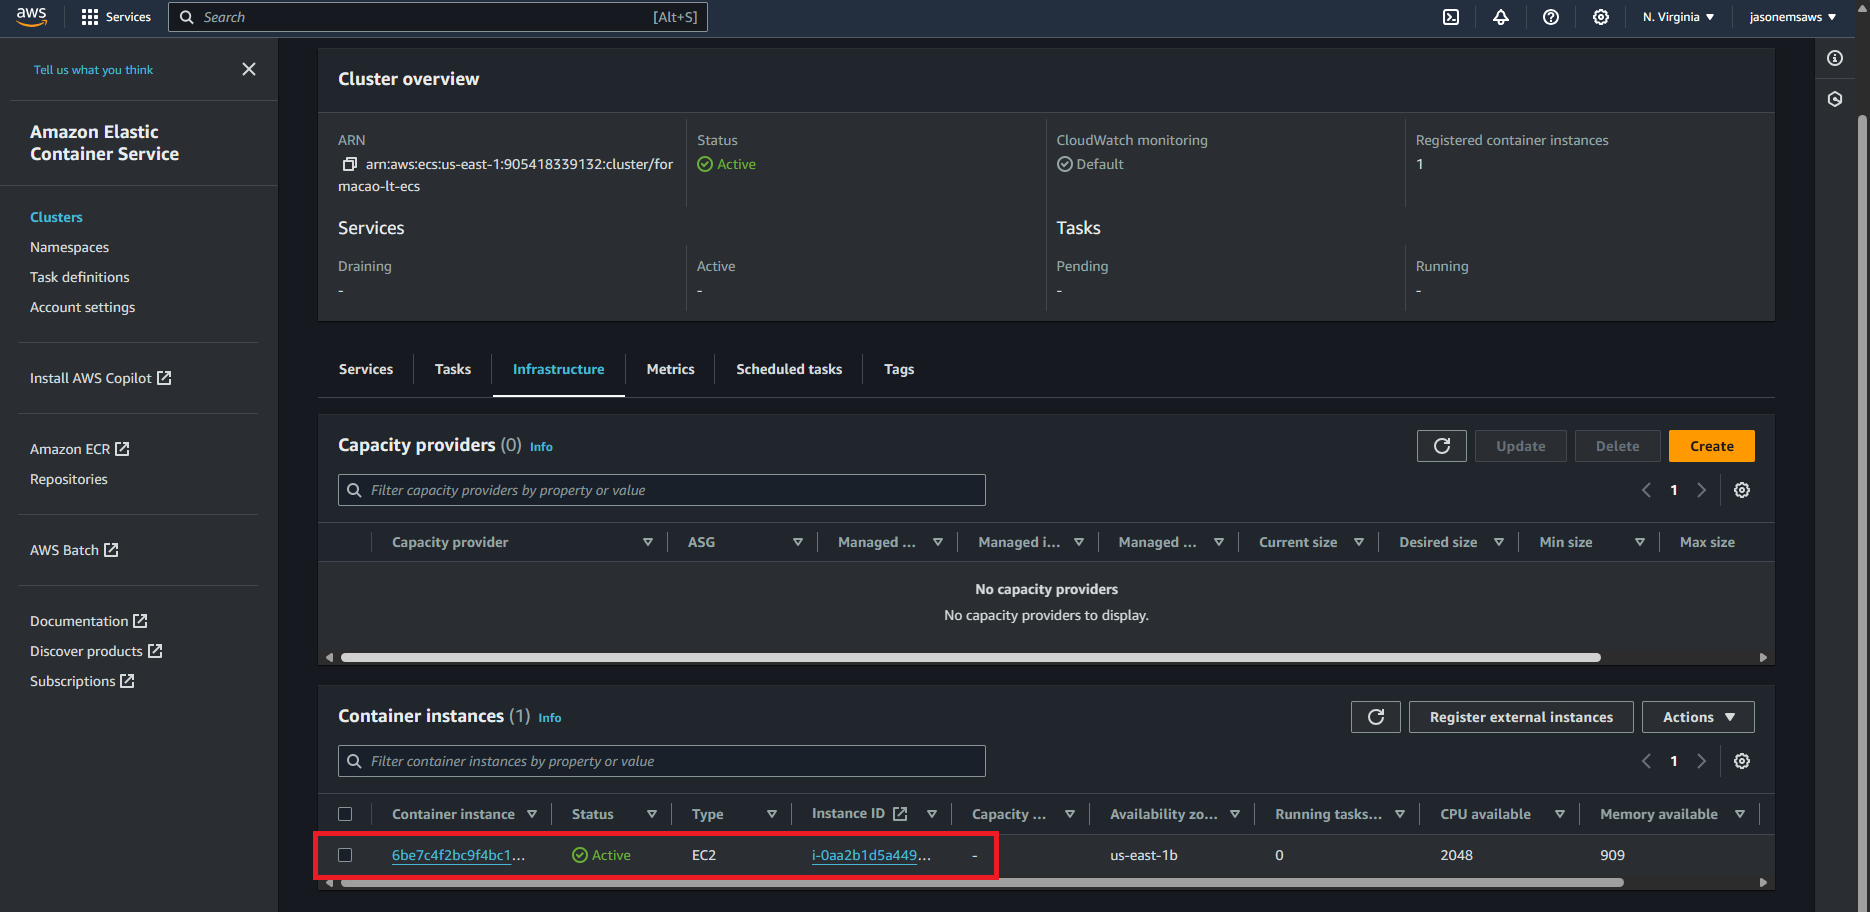 aws
Services
Search
[Alt+S]
N. Virginia
jasonemsaws
Tell us what you think
Amazon Elastic
Container Service
Clusters
Namespaces
Task definitions
Account settings
Install AWS Copilot
Amazon ECR
Repositories
AWS Batch
Documentation
Discover products
Subscriptions
Cluster overview
ARN
arn:aws:ecs:us-east-1:905418339132:cluster/for
macao-lt-ecs
Status
Active
CloudWatch monitoring
Default
Registered container instances
1
Services
Tasks
Draining
-
Active
-
Pending
-
Running
-
Services
Tasks
Infrastructure
Metrics
Scheduled tasks
Tags
Capacity providers (0) Info
Update
Delete
Create
Filter capacity providers by property or value
1
Capacity provider
ASG
Managed ...
Managed i...
Managed ...
Current size
Desired size
Min size
Max size
No capacity providers
No capacity providers to display.
Container instances (1) Info
Register external instances
Actions
Filter container instances by property or value
1
Container instance
Status
Type
Instance ID
Capacity ...
Availability zo...
Running tasks...
CPU available
Memory available
6be7c4f2bc9f4bc1...
Active
EC2
i-0aa2b1d5a449...
-
us-east-1b
0
2048
909